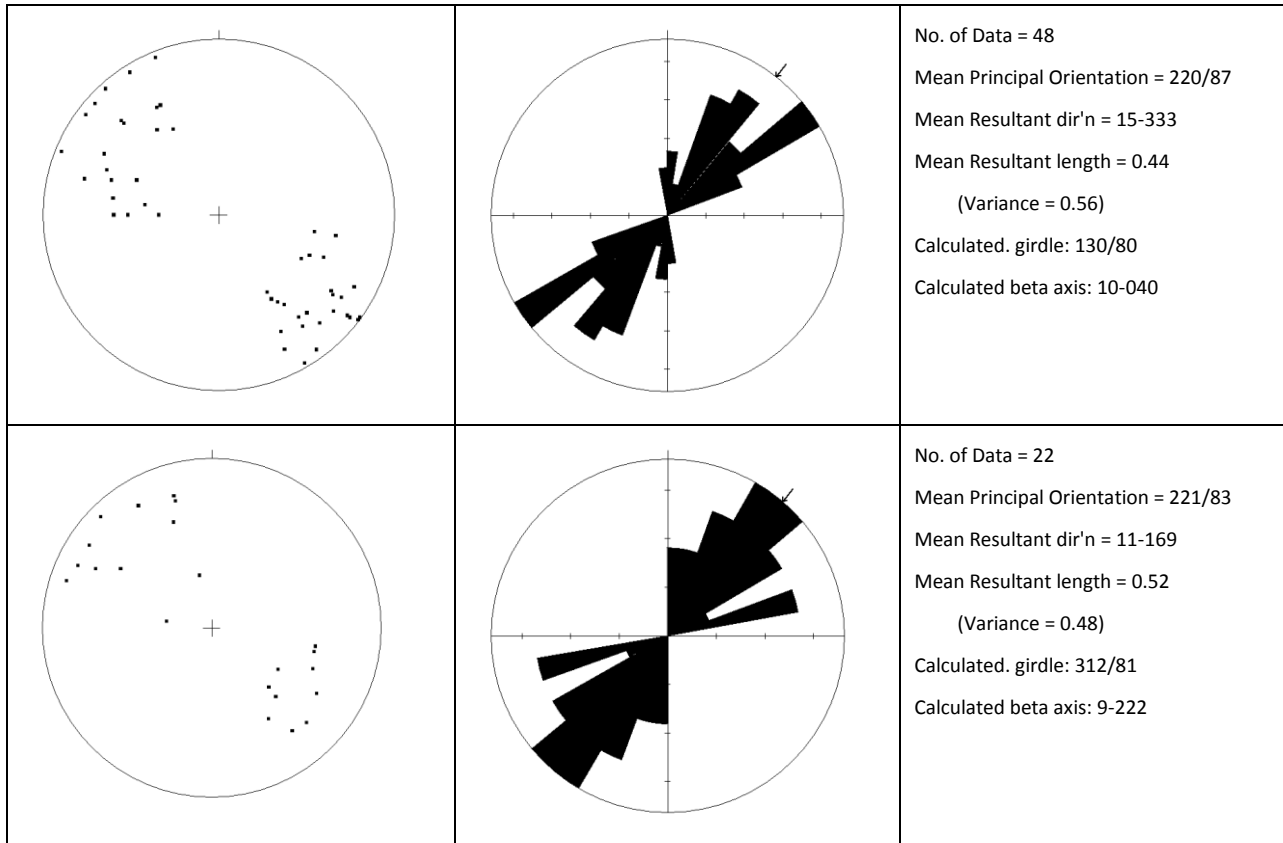 No. of Data = 48
Mean Principal Orientation = 220/87
Mean Resultant dir'n = 15-333
Mean Resultant length = 0.44
(Variance = 0.56)
Calculated. girdle: 130/80
Calculated beta axis: 10-040
No. of Data = 22
Mean Principal Orientation = 221/83
Mean Resultant dir'n = 11-169
Mean Resultant length = 0.52
(Variance = 0.48)
Calculated. girdle: 312/81
Calculated beta axis: 9-222